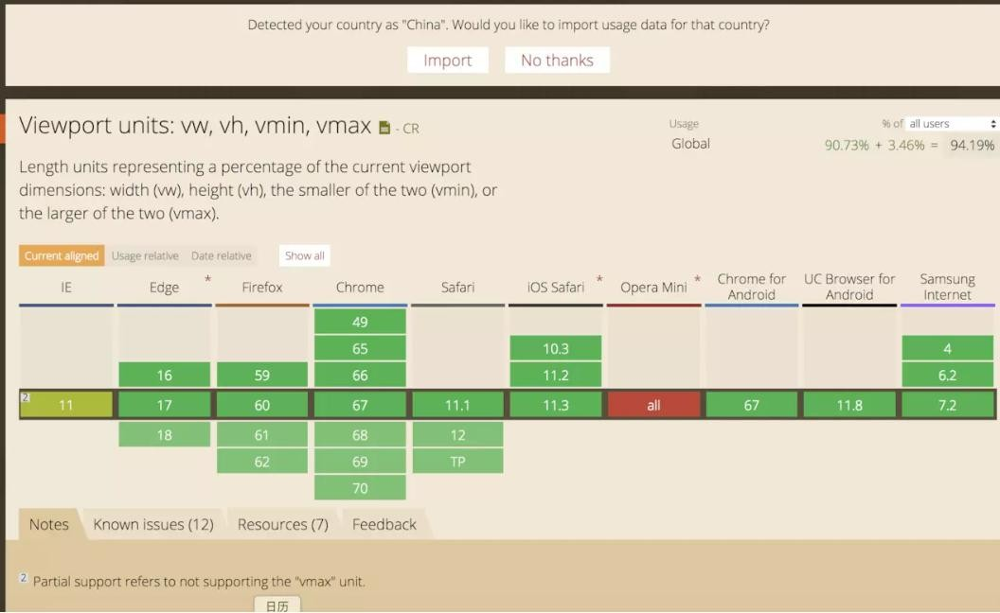 Detected your country as "China". Would you like to import usage data for that country?
Import No thanks
Viewport units: vw, vh, vmin, vmax - CR
Usage % of all users
Global 90.73% + 3.46% = 94.19%
Length units representing a percentage of the current viewport
dimensions: width (vw), height (vh), the smaller of the two (vmin), or
the larger of the two (vmax).
Current aligned Usage relative Date relative Show all
IE Edge * Firefox Chrome Safari iOS Safari * Opera Mini * Chrome for Android UC Browser for Android Samsung Internet
49
65 10.3 4
16 59 66 11.2 6.2
2 11 17 60 67 11.1 11.3 all 67 11.8 7.2
18 61 68 12
62 69 TP
70
Notes Known issues (12) Resources (7) Feedback
2 Partial support refers to not supporting the "vmax" unit.
日历